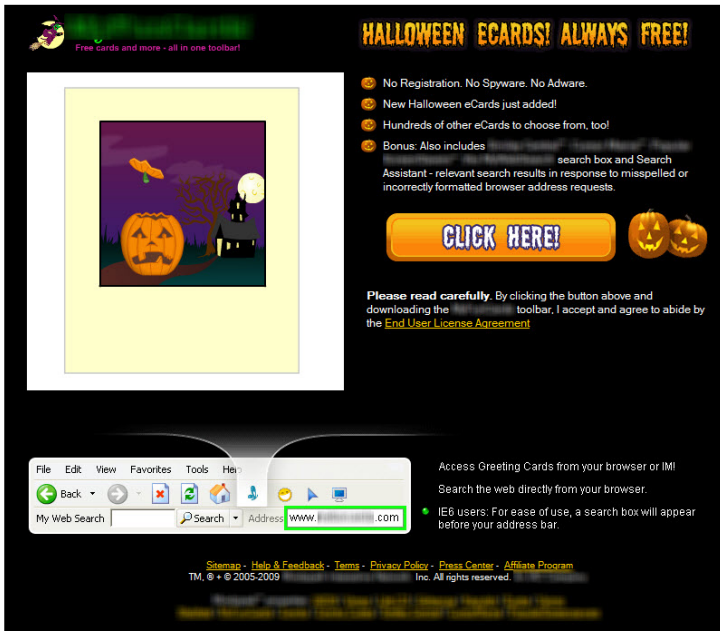 Free cards and more - all in one toolbar!
HALLOWEEN ECARDS! ALWAYS FREE!
No Registration. No Spyware. No Adware.
New Halloween eCards just added!
Hundreds of other eCards to choose from, too!
Bonus: Also includes
search box and Search
Assistant - relevant search results in response to misspelled or
incorrectly formatted browser address requests.
CLICK HERE!
Please read carefully. By clicking the button above and
downloading the toolbar, I accept and agree to abide by
the End User License Agreement
File Edit View Favorites Tools Help
Back
My Web Search Search Address www. .com
Access Greeting Cards from your browser or IM!
Search the web directly from your browser.
IE6 users: For ease of use, a search box will appear
before your address bar.
Sitemap - Help & Feedback - Terms - Privacy Policy - Press Center - Affiliate Program
TM, ® + © 2005-2009 Inc. All rights reserved.